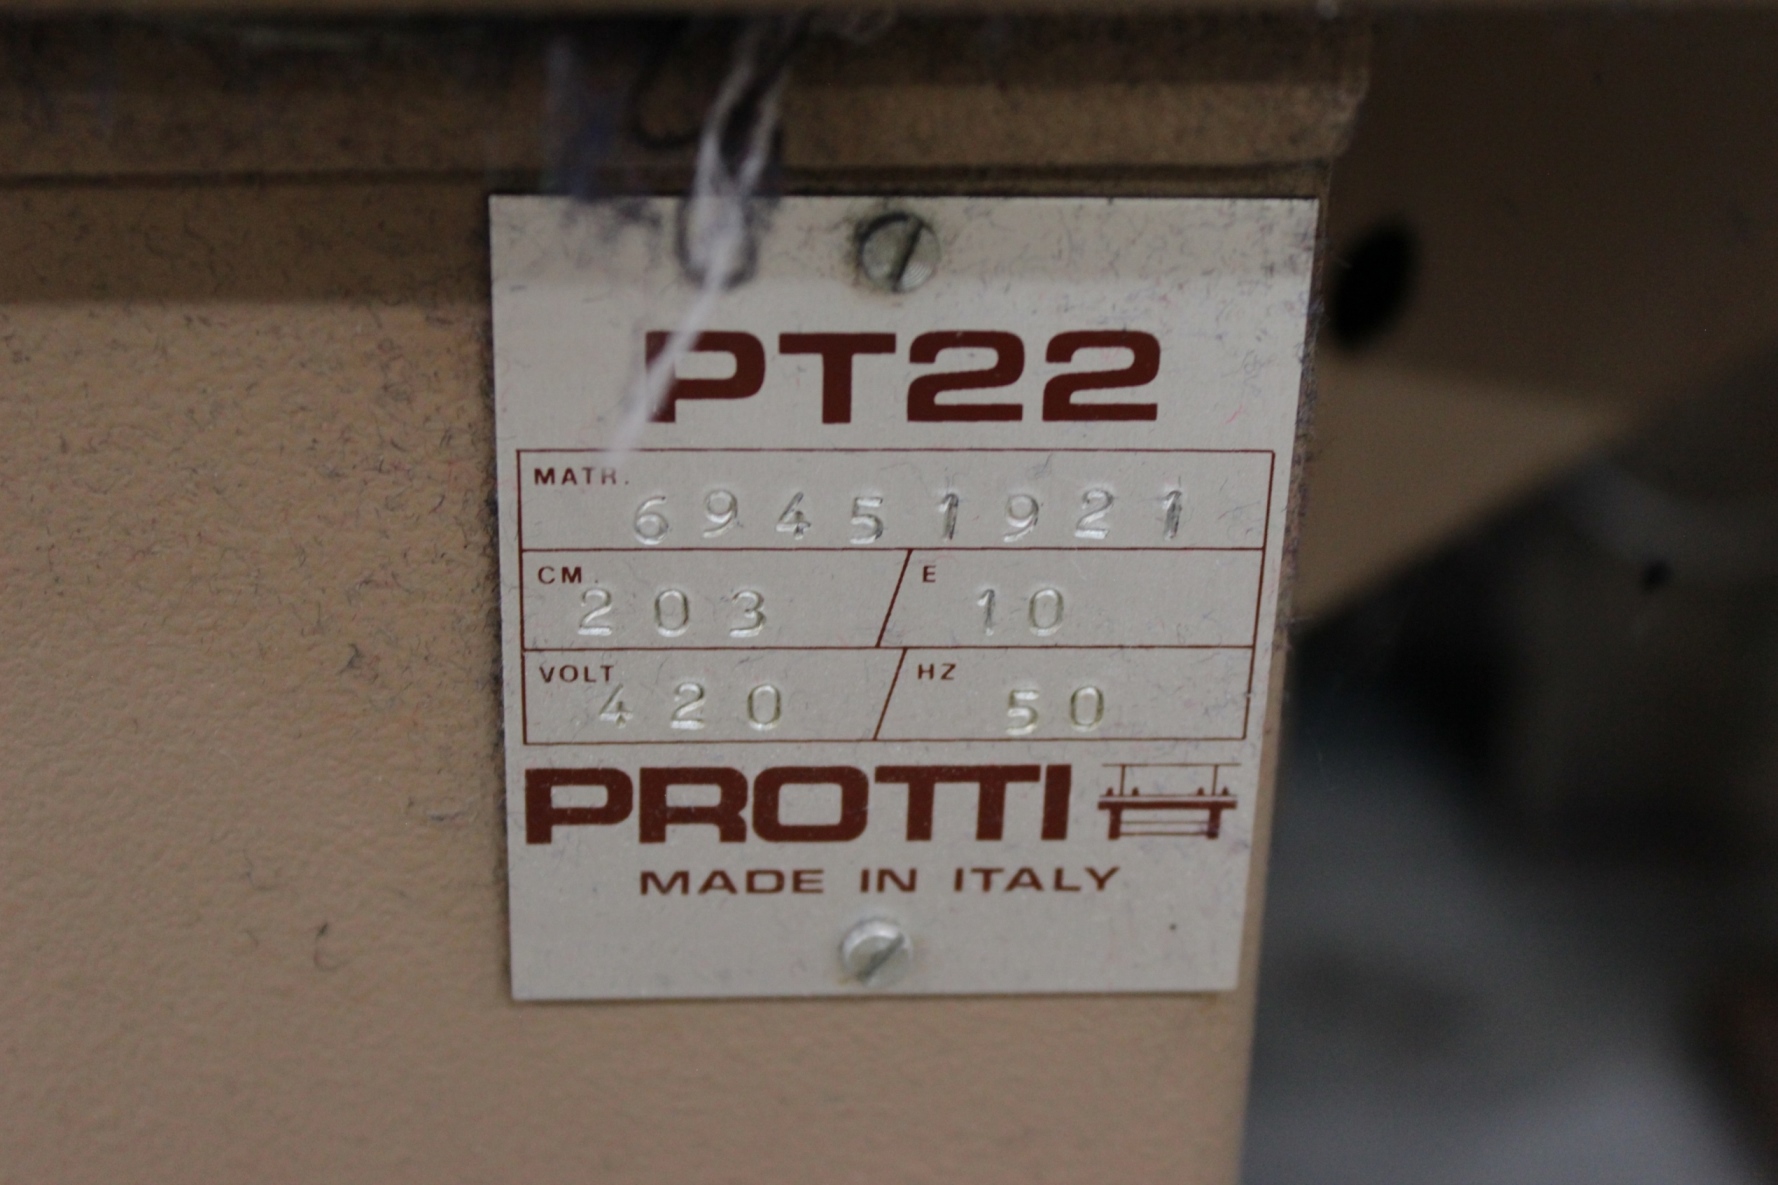 PT22
MATR.
69451921
CM. E
203 10
VOLT HZ
420 50
PROTTI
MADE IN ITALY